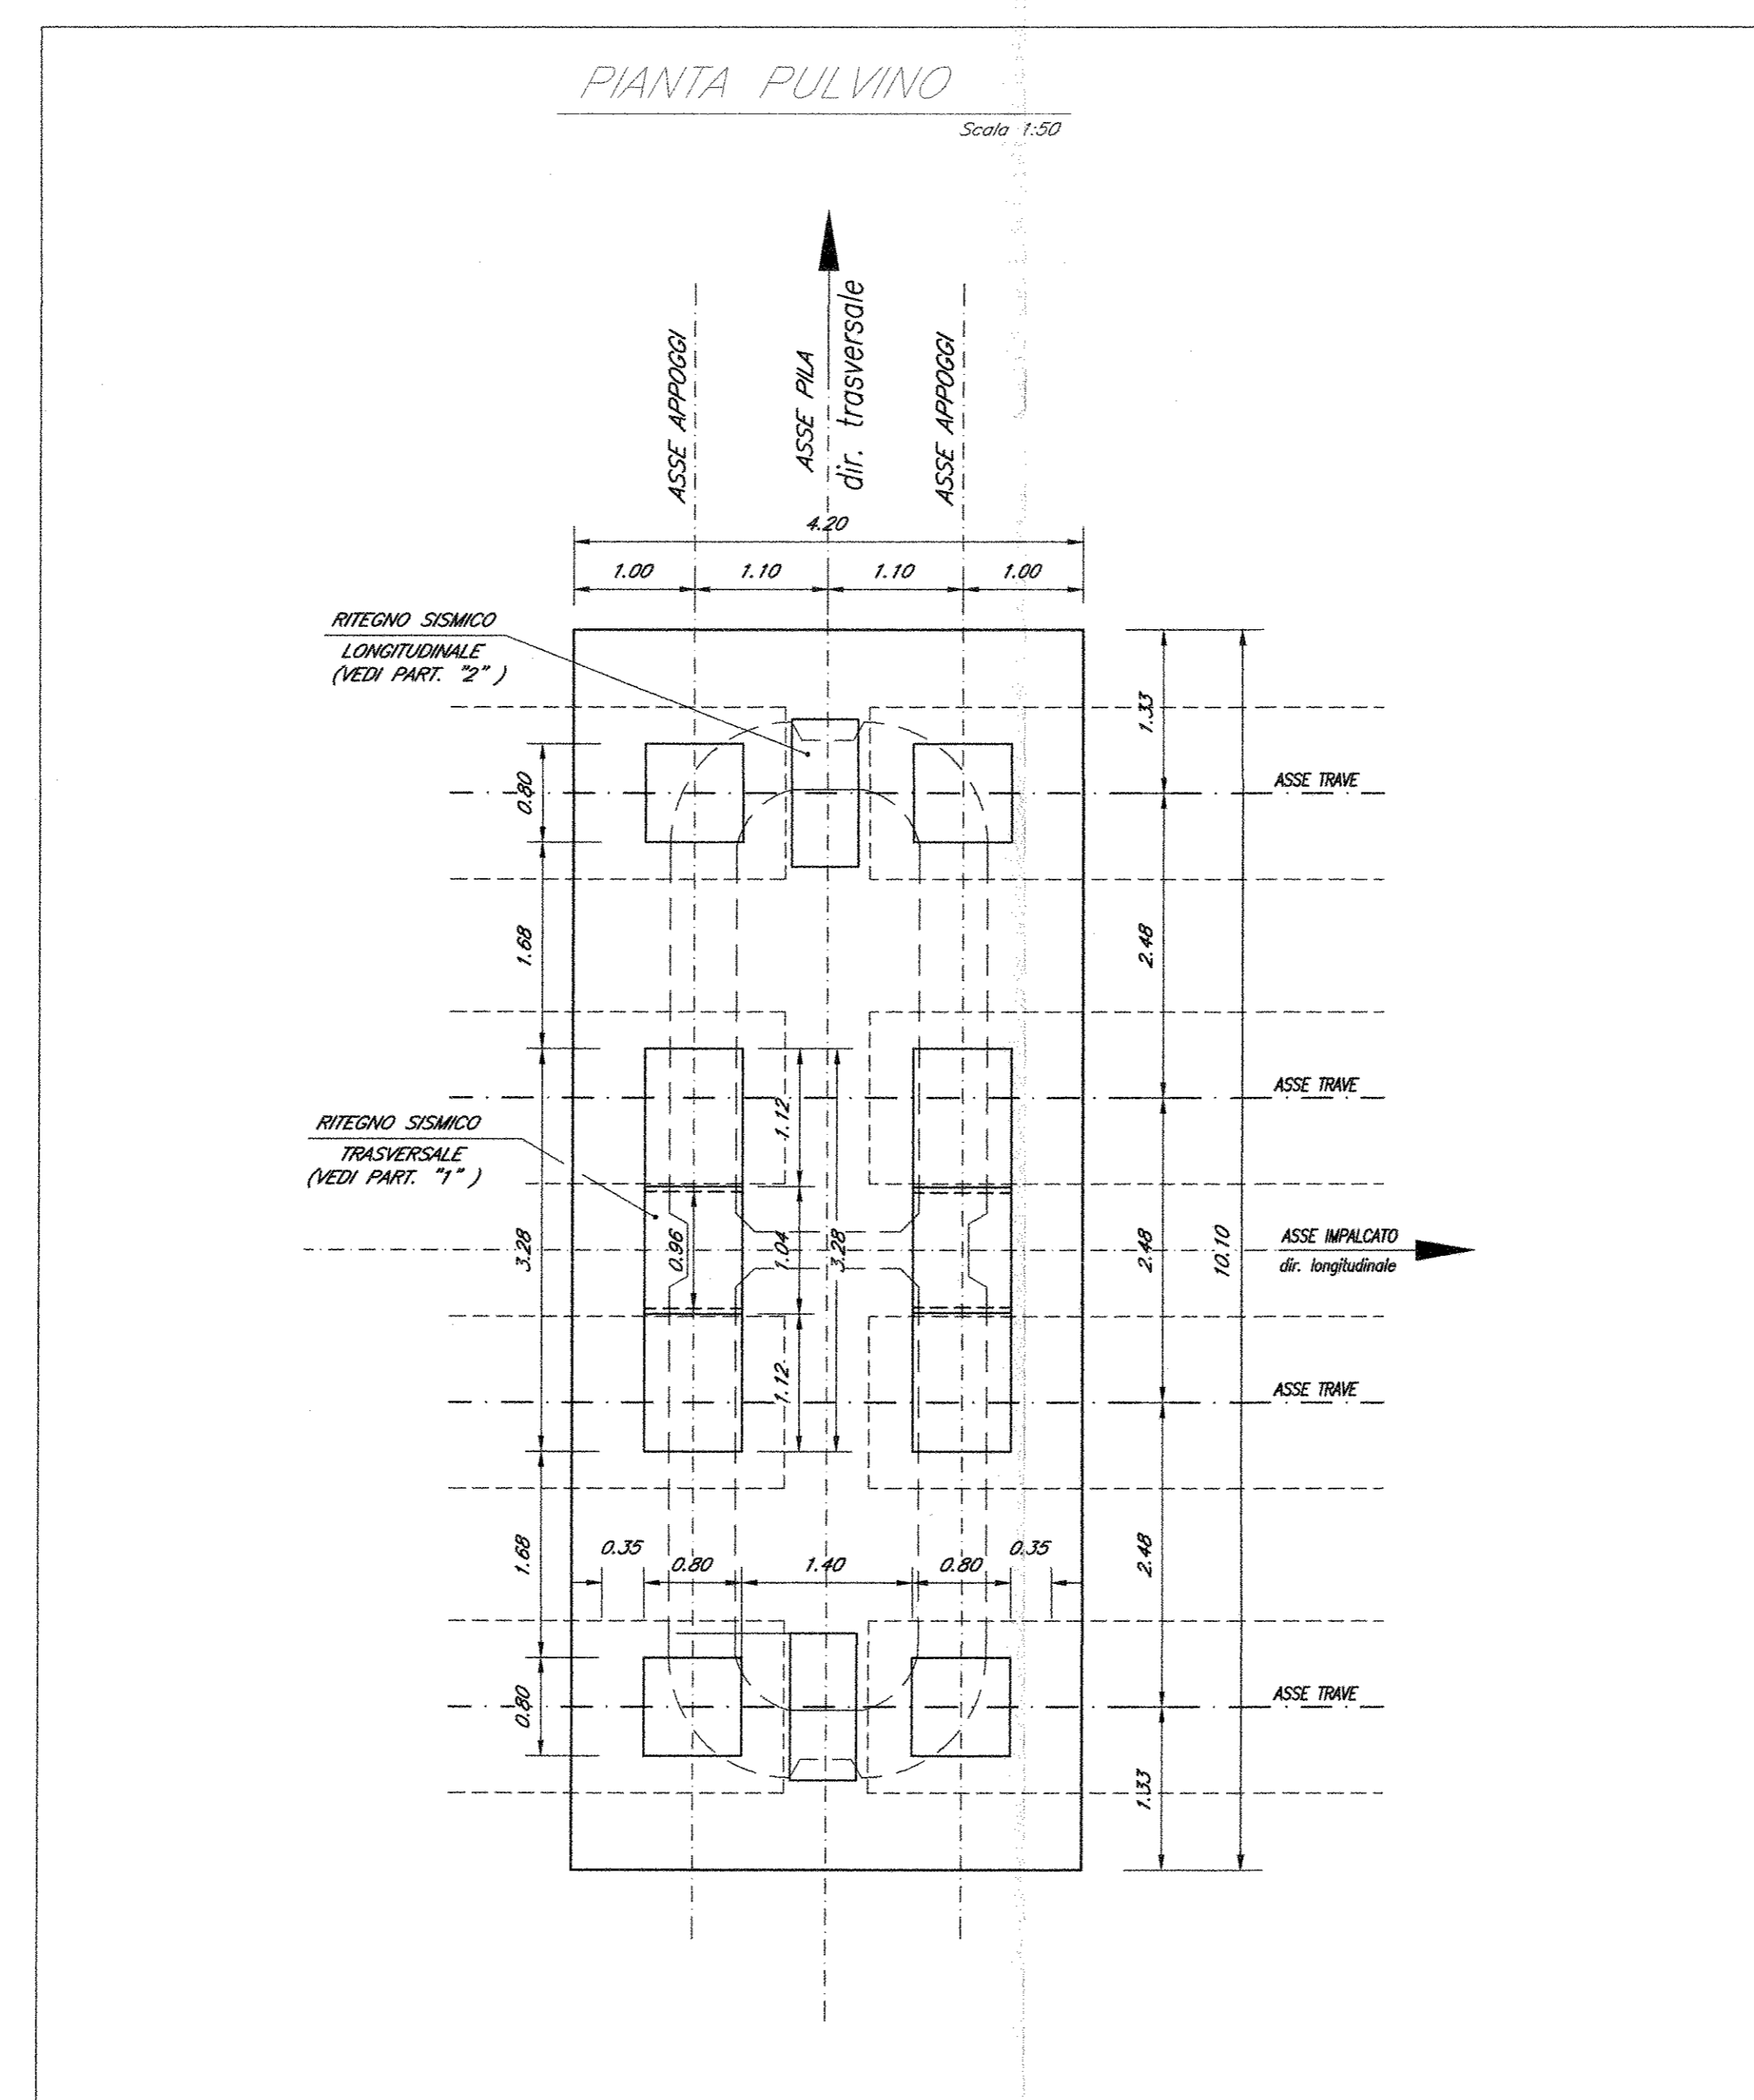 PIANTA PULVINO
Scala 1:50
ASSE APPOGGI
ASSE PILA
dir. trasversale
ASSE APPOGGI
4.20
1.00
1.10
1.10
1.00
RITEGNO SISMICO
LONGITUDINALE
(VEDI PART. "2" )
1.33
ASSE TRAVE
0.80
1.68
2.48
ASSE TRAVE
1.12
RITEGNO SISMICO
TRASVERSALE
(VEDI PART. "1" )
3.28
0.96
1.04
3.28
2.48
10.10
ASSE IMPALCATO
dir. longitudinale
1.12
ASSE TRAVE
1.68
0.35
0.80
1.40
0.80
0.35
2.48
0.80
ASSE TRAVE
1.33